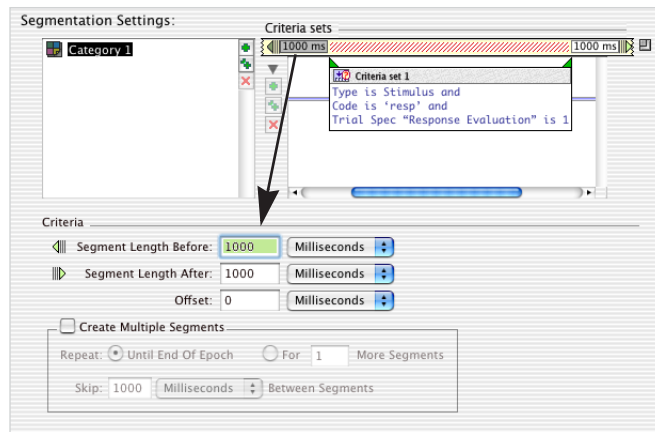 Segmentation Settings:
Criteria sets
Category 1
1000 ms
1000 ms
Criteria set 1
Type is Stimulus and
Code is ‘resp’ and
Trial Spec “Response Evaluation” is 1
Criteria
Segment Length Before: 1000 Milliseconds
Segment Length After: 1000 Milliseconds
Offset: 0 Milliseconds
Create Multiple Segments
Repeat: Until End Of Epoch For 1 More Segments
Skip: 1000 Milliseconds Between Segments